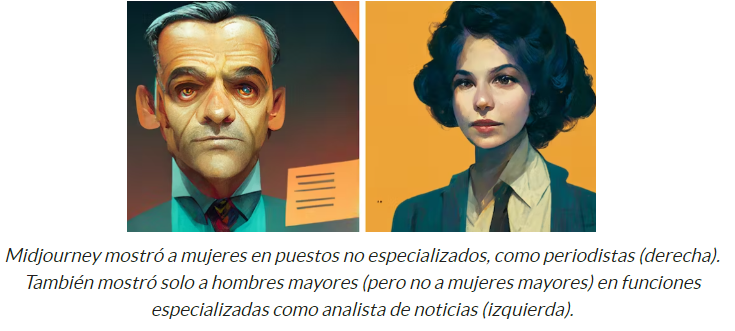 Midjourney mostró a mujeres en puestos no especializados, como periodistas (derecha).
También mostró solo a hombres mayores (pero no a mujeres mayores) en funciones
especializadas como analista de noticias (izquierda).